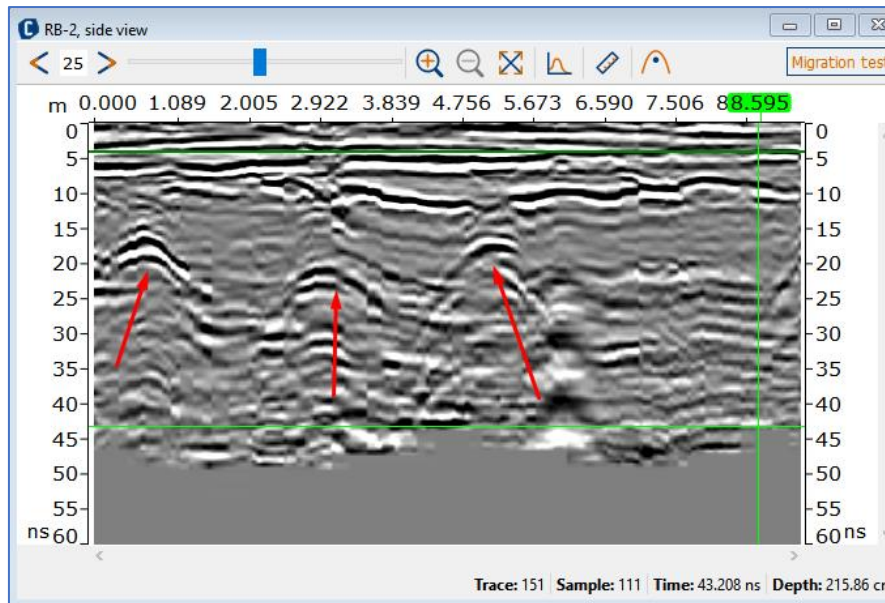 RB-2, side view
25
Migration test
m 0.000 1.089 2.005 2.922 3.839 4.756 5.673 6.590 7.506 8.595
0 0
5 5
10 10
15 15
20 20
25 25
30 30
35 35
40 40
45 45
50 50
55 55
ns 60 60 ns
Trace: 151 Sample: 111 Time: 43.208 ns Depth: 215.86